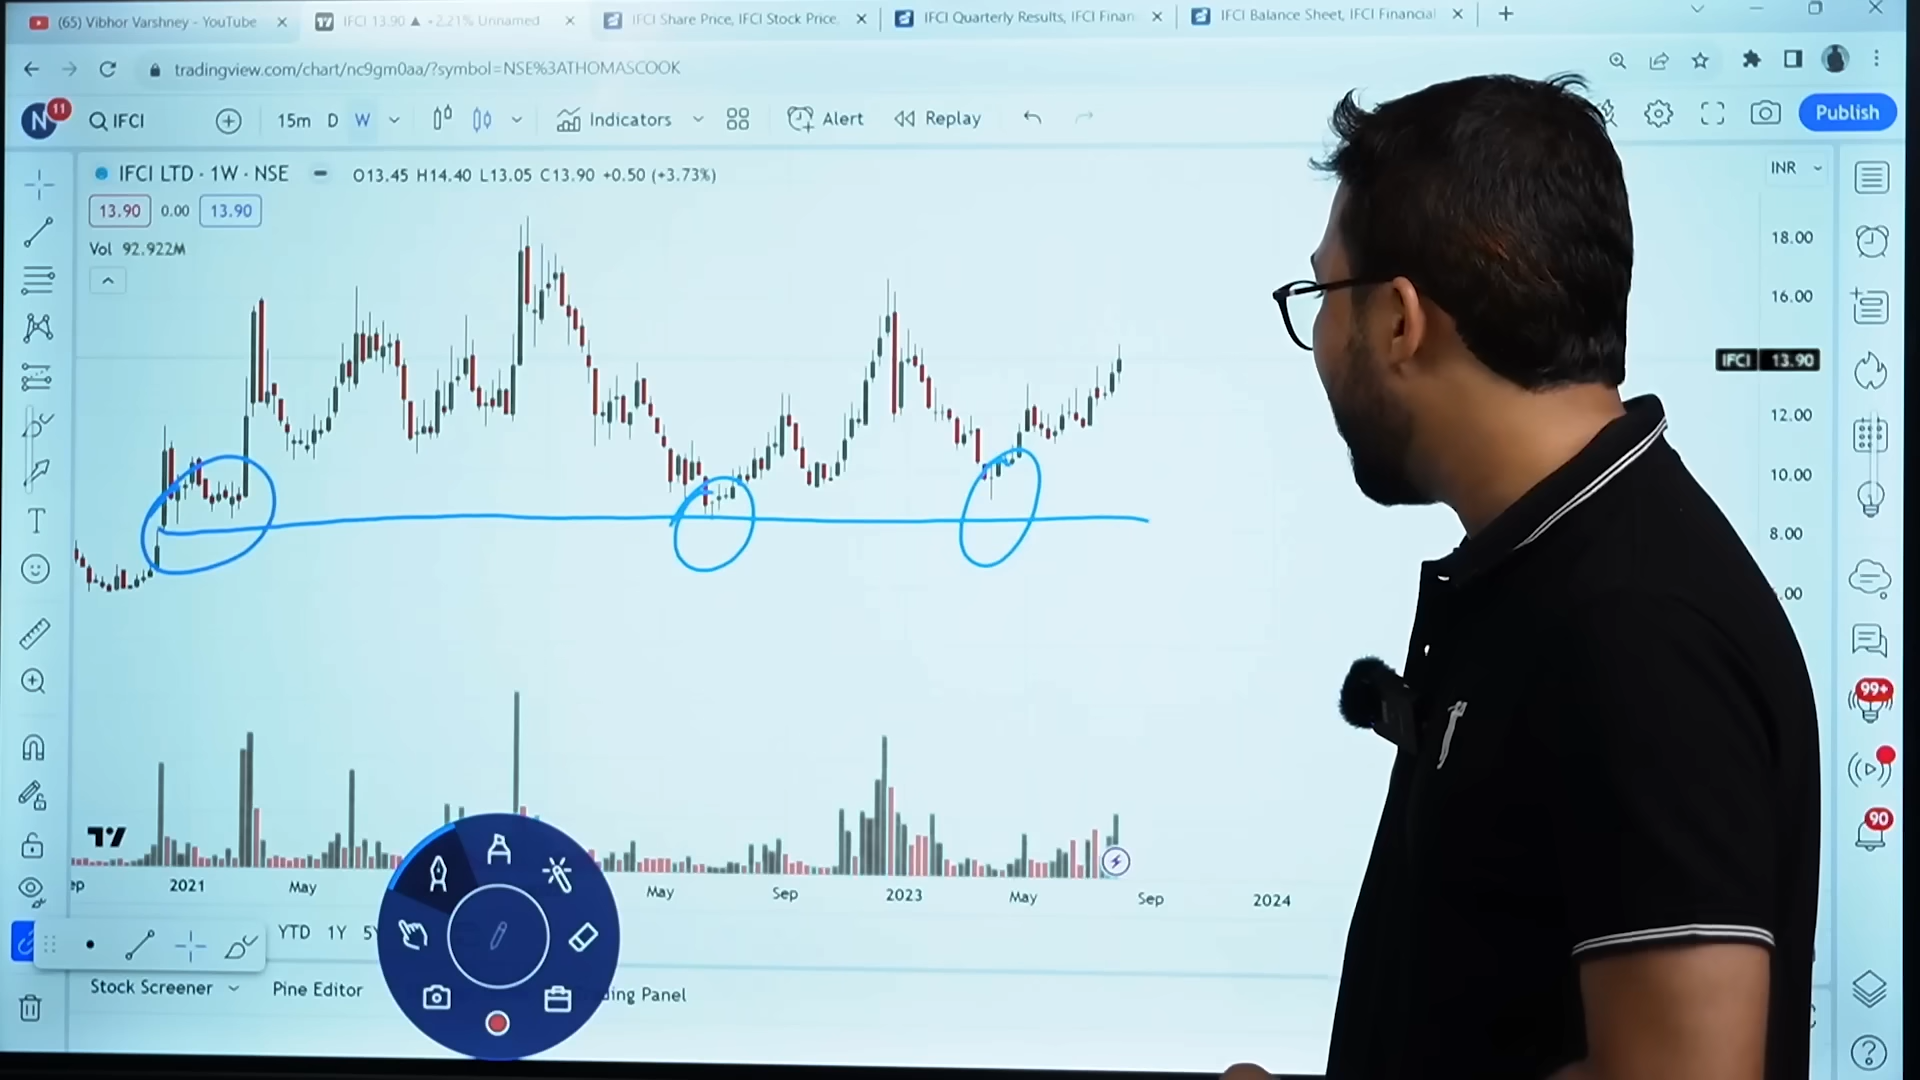 (65) Vibhor Varshney - YouTube
IFCI 13.90 ▲ +2.21% Unnamed
IFCI Share Price, IFCI Stock Price
IFCI Quarterly Results, IFCI Finan
IFCI Balance Sheet, IFCI Financial
tradingview.com/chart/nc9gm0aa/?symbol=NSE%3ATHOMASCOOK
N 11 IFCI 15m D W Indicators Alert Replay Publish
IFCI LTD · 1W · NSE O13.45 H14.40 L13.05 C13.90 +0.50 (+3.73%) INR
13.90 0.00 13.90
Vol 92.922M
18.00
16.00
IFCI 13.90
12.00
10.00
8.00
.00
99+
90
ep 2021 May May Sep 2023 May Sep 2024
YTD 1Y 5Y
Stock Screener Pine Editor ding Panel